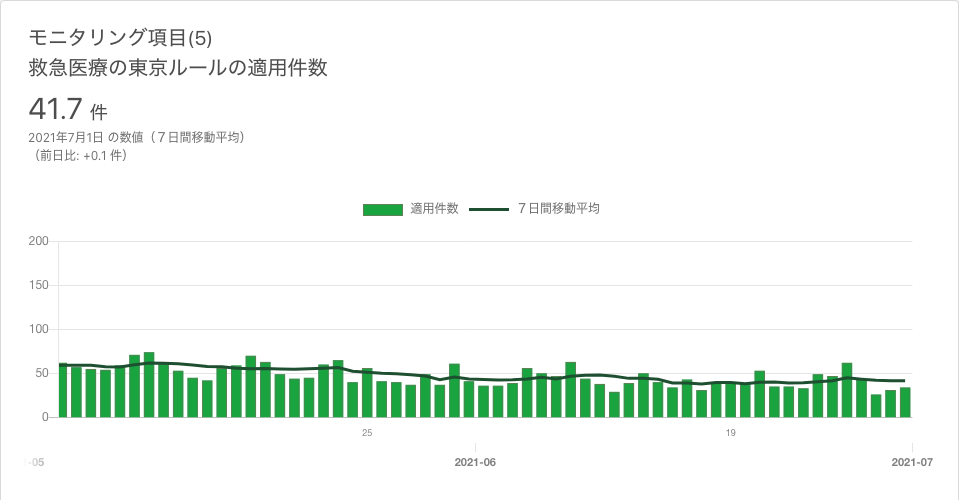 モニタリング項目(5)
救急医療の東京ルールの適用件数
41.7 件
2021年7月1日 の数値（７日間移動平均）
（前日比: +0.1 件）
適用件数 ７日間移動平均
200
150
100
50
0
25 19
-05 2021-06 2021-07